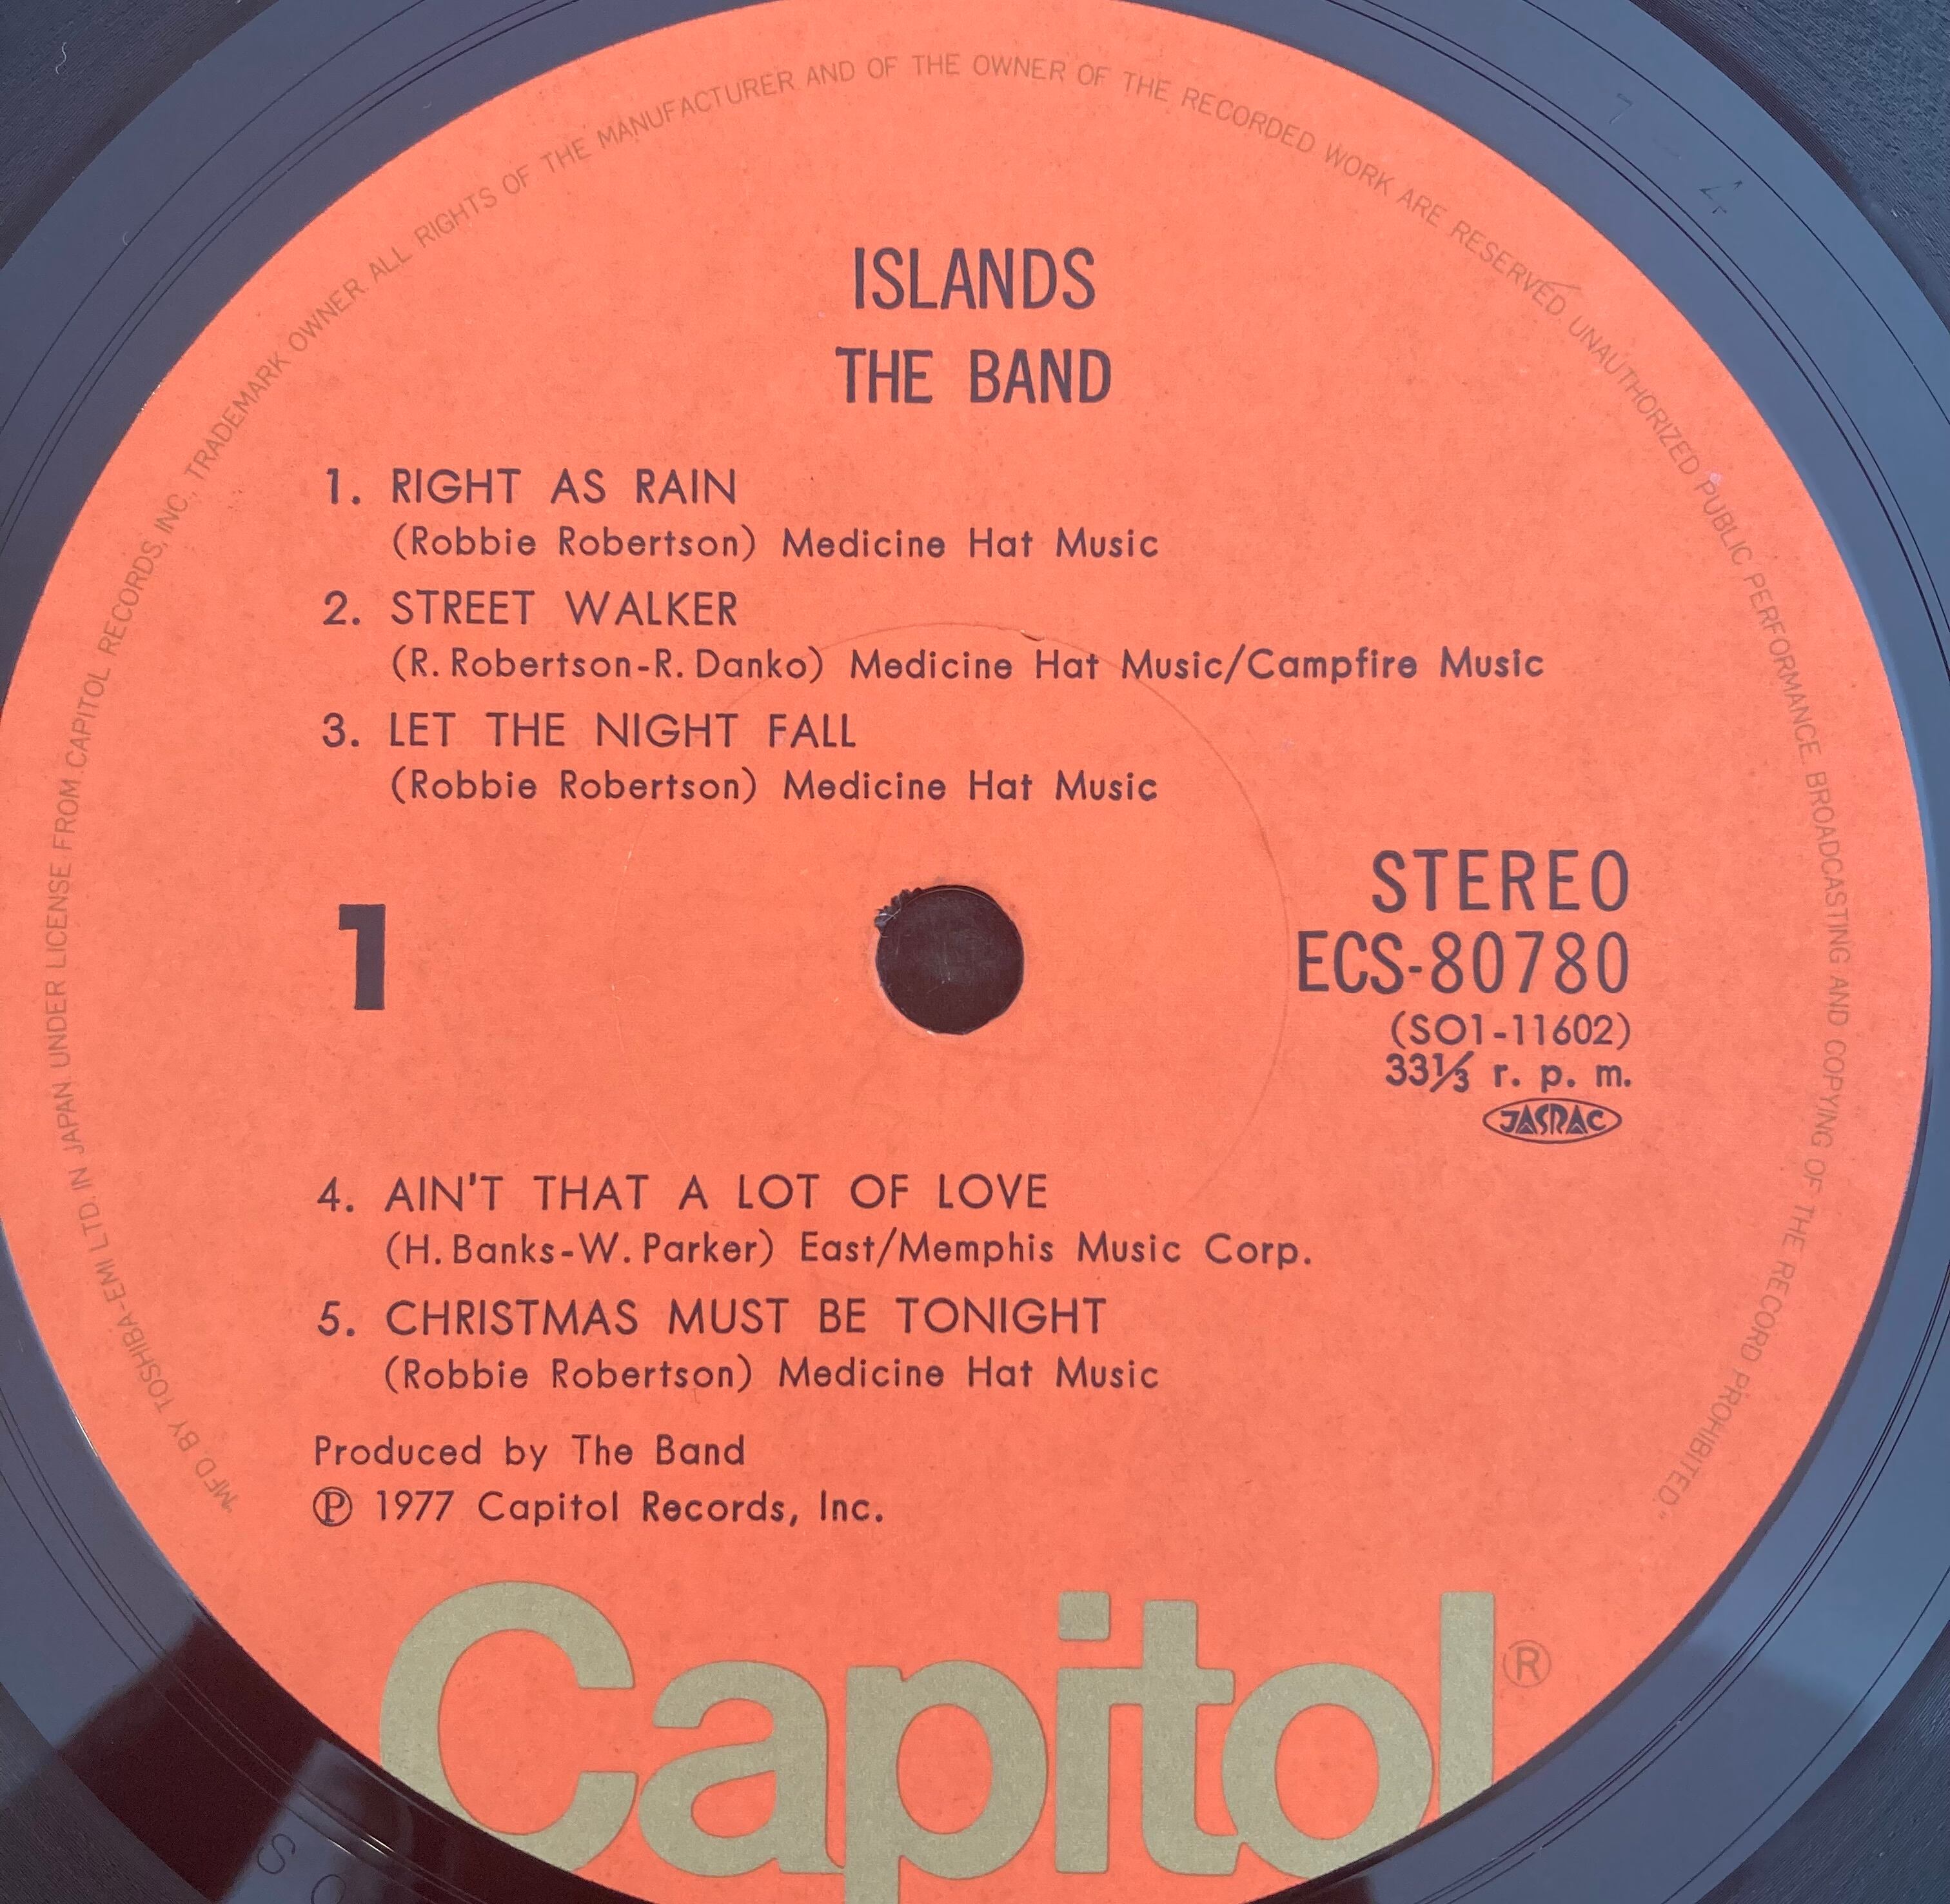 "MFD. BY TOSHIBA-EMI LTD. IN JAPAN UNDER LICENSE FROM CAPITOL RECORDS, INC., TRADEMARK OWNER ALL RIGHTS OF THE MANUFACTURER AND OF THE OWNER OF THE RECORDED WORK ARE RESERVED UNAUTHORIZED PUBLIC PERFORMANCE BROADCASTING AND COPYING OF THE RECORD PROHIBITED."
7 4
ISLANDS
THE BAND
1. RIGHT AS RAIN
(Robbie Robertson) Medicine Hat Music
2. STREET WALKER
(R. Robertson-R. Danko) Medicine Hat Music/Campfire Music
3. LET THE NIGHT FALL
(Robbie Robertson) Medicine Hat Music
1
STEREO
ECS-80780
(SO1-11602)
33⅓ r. p. m.
JASRAC
4. AIN'T THAT A LOT OF LOVE
(H. Banks-W. Parker) East/Memphis Music Corp.
5. CHRISTMAS MUST BE TONIGHT
(Robbie Robertson) Medicine Hat Music
Produced by The Band
Ⓟ 1977 Capitol Records, Inc.
Capitol®
S O